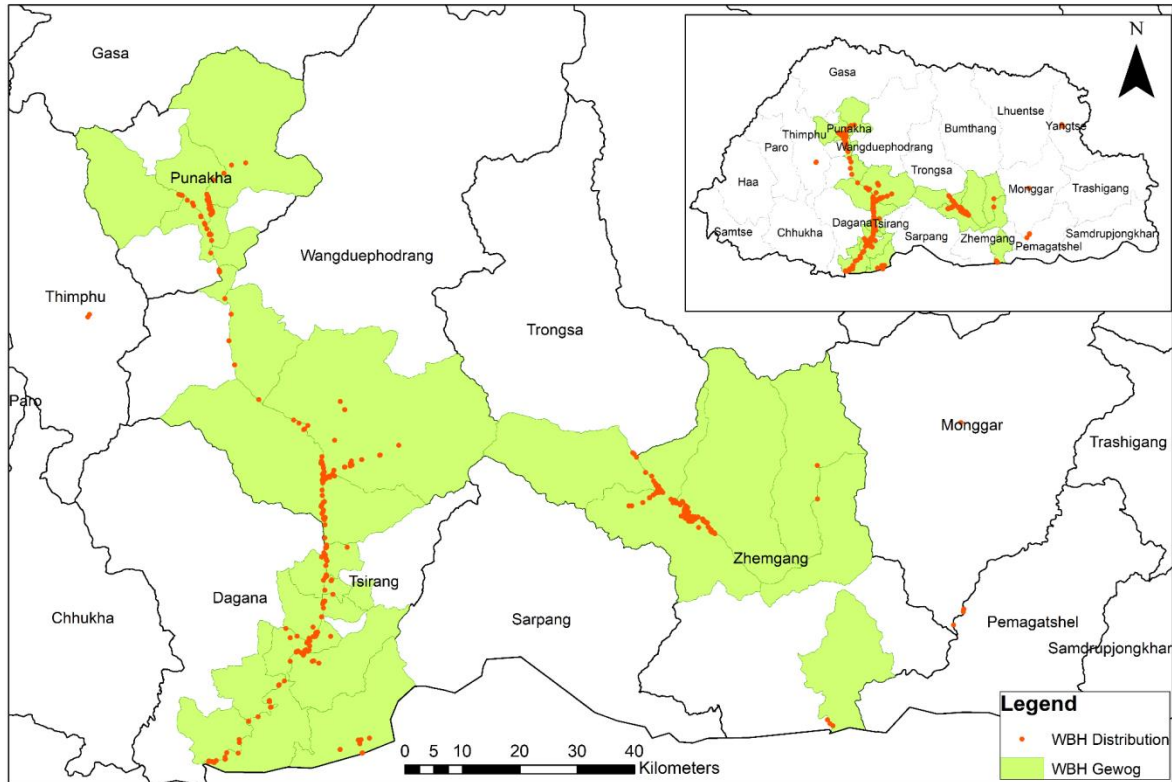 Gasa
Punakha
Wangduephodrang
Thimphu
Trongsa
Paro
Monggar
Trashigang
Zhemgang
Tsirang
Dagana
Chhukha
Sarpang
Pemagatshel
Samdrupjongkhar
0 5 10 20 30 40
Kilometers
Legend
WBH Distribution
WBH Gewog
N
Gasa
Lhuentse
Punakha
Thimphu
Yangtse
Bumthang
Paro
Wangduephodrang
Trongsa
Haa
Monggar
Trashigang
Dagana
Tsirang
Samtse
Chhukha
Sarpang
Zhemgang
Samdrupjongkhan
Pemagatshel